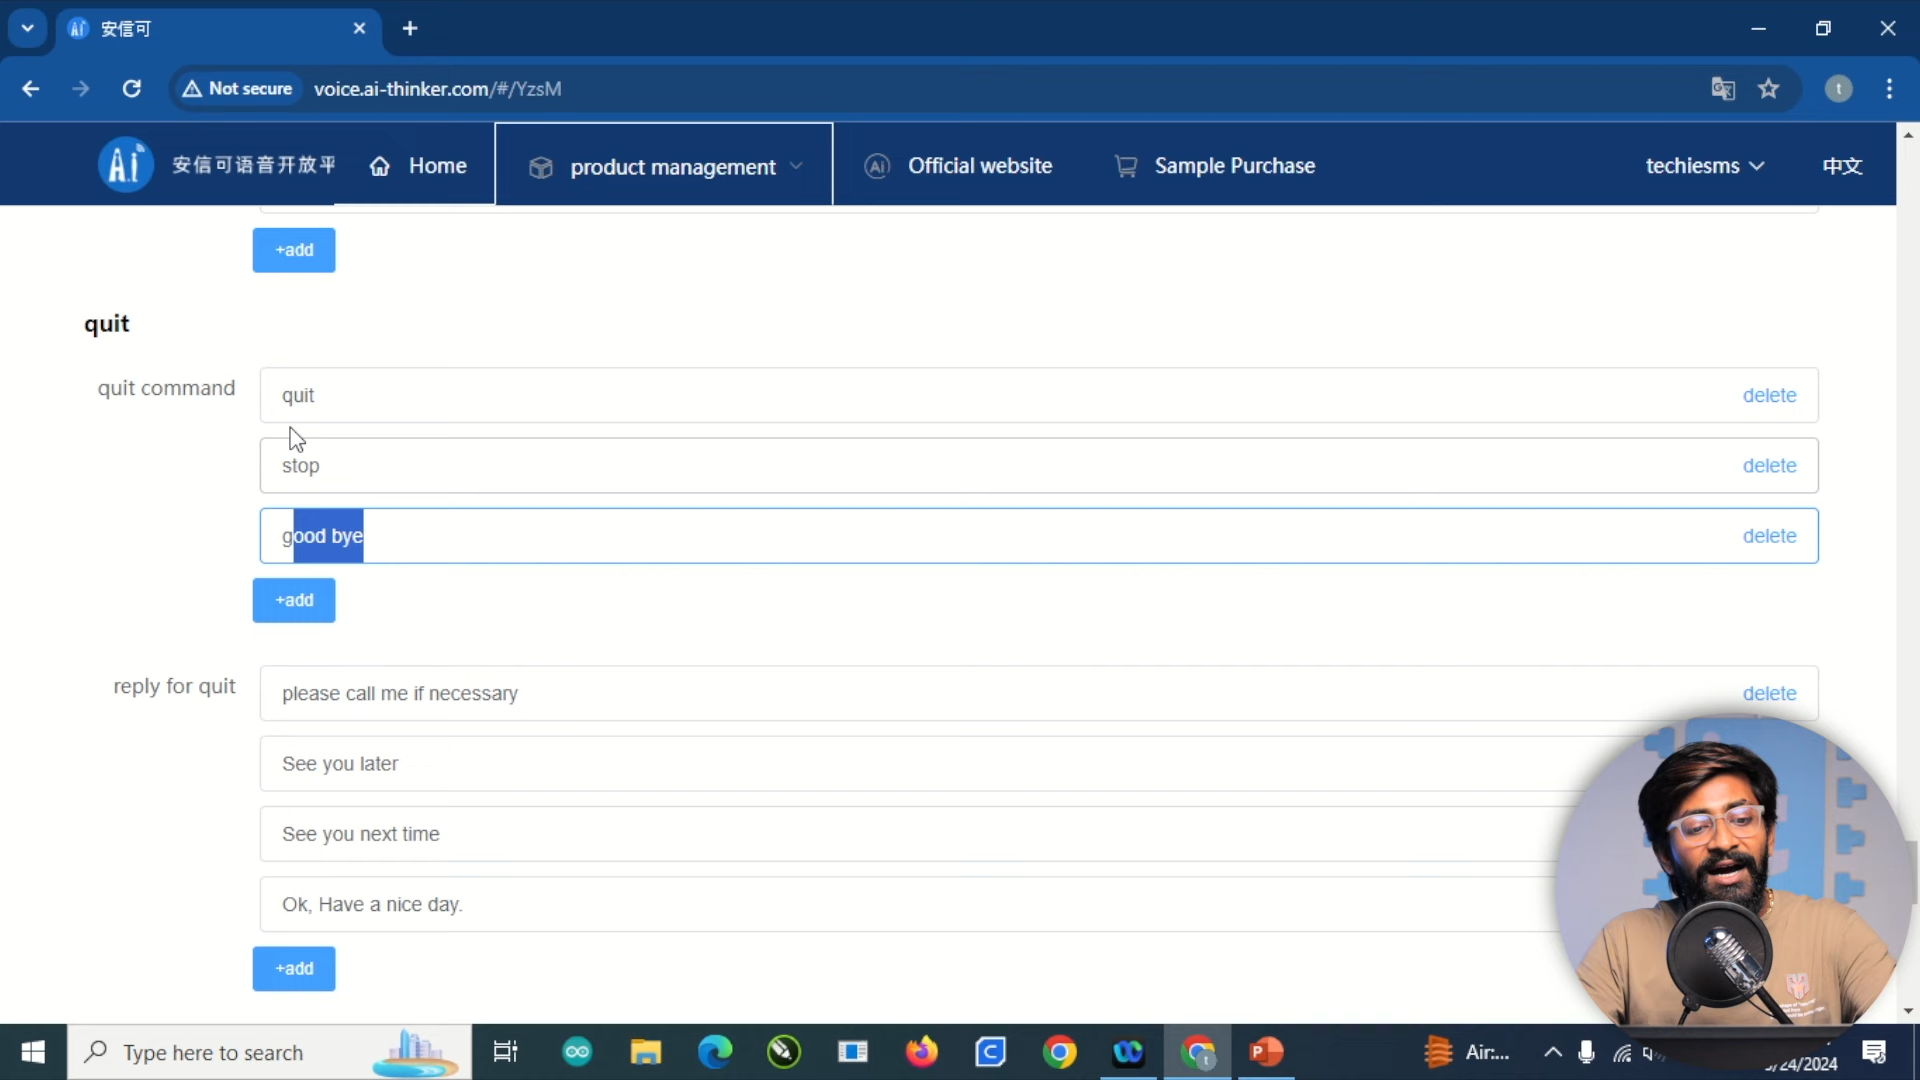 安信可
Not secure voice.ai-thinker.com/#/YzsM
t
Ai 安信可语音开放平 Home product management Official website Sample Purchase techiesms 中文
+add
quit
quit command
quit delete
stop delete
good bye delete
+add
reply for quit
please call me if necessary delete
See you later
See you next time
Ok, Have a nice day.
+add
Type here to search
Air:...
/24/2024